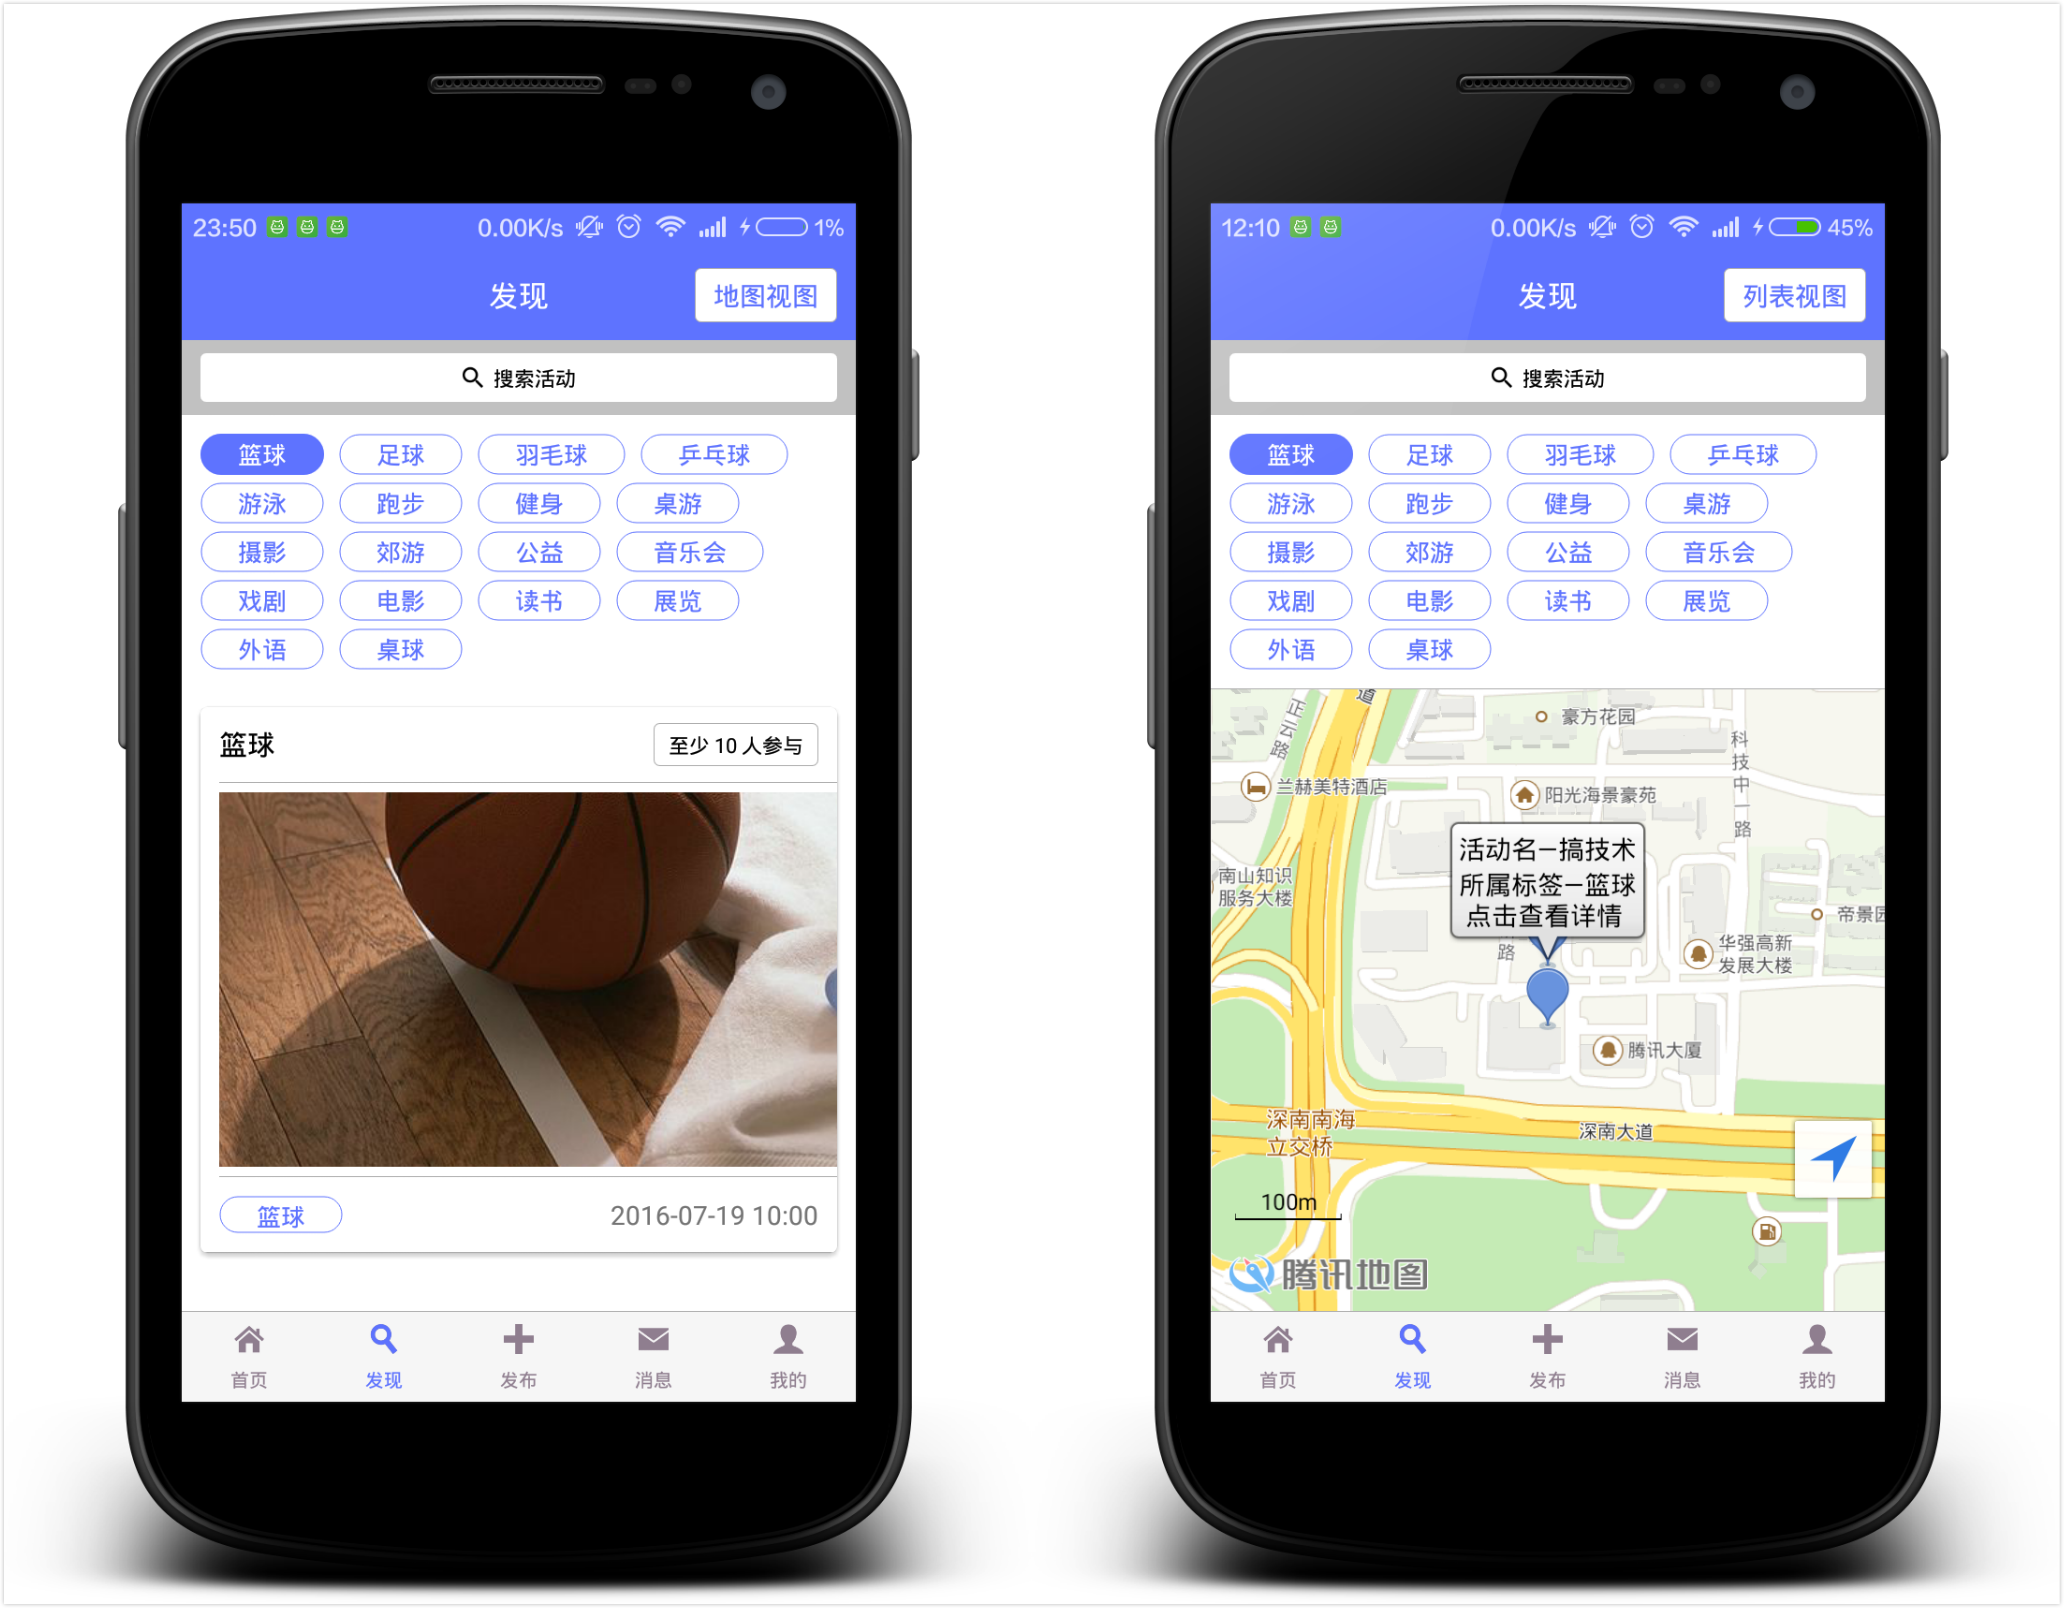 23:50 0.00K/s 1%
发现 地图视图
搜索活动
篮球 足球 羽毛球 乒乓球
游泳 跑步 健身 桌游
摄影 郊游 公益 音乐会
戏剧 电影 读书 展览
外语 桌球
篮球 至少 10 人参与
篮球 2016-07-19 10:00
首页 发现 发布 消息 我的
12:10 0.00K/s 45%
发现 列表视图
搜索活动
篮球 足球 羽毛球 乒乓球
游泳 跑步 健身 桌游
摄影 郊游 公益 音乐会
戏剧 电影 读书 展览
外语 桌球
道
豪方花园
科技中一路
兰赫美特酒店
阳光海景豪苑
活动名—搞技术
所属标签—篮球
点击查看详情
南山知识
服务大楼
帝景园
路
华强高新
发展大楼
腾讯大厦
深南南海
立交桥
深南大道
100m
腾讯地图
首页 发现 发布 消息 我的